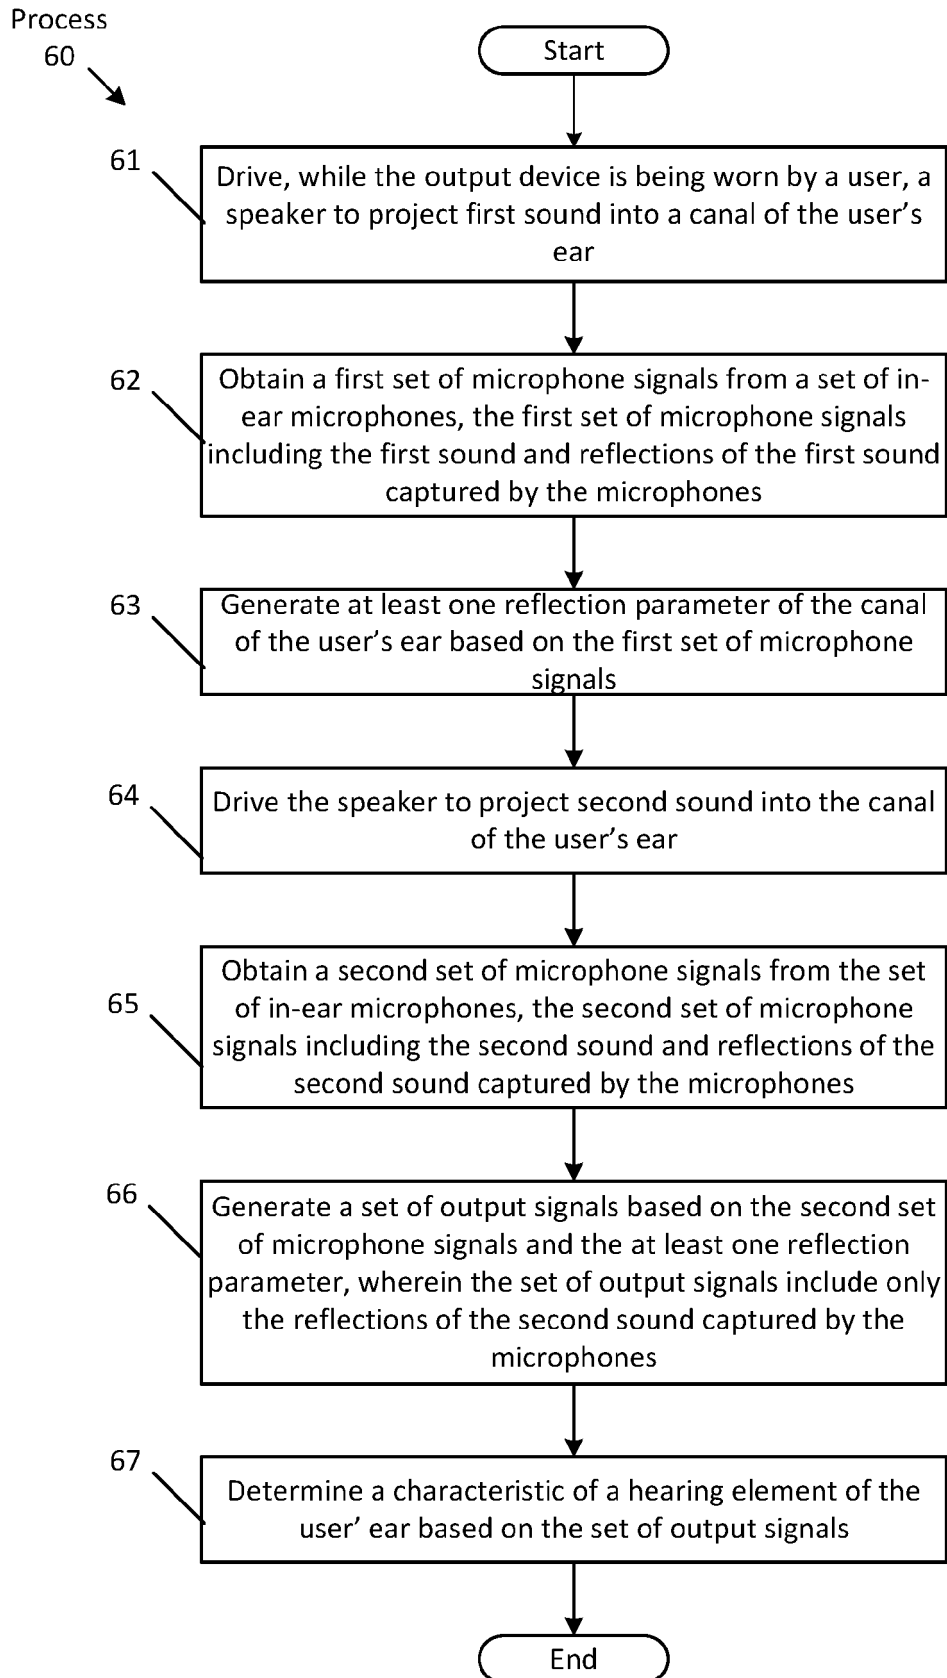 Process
60
Start
61
Drive, while the output device is being worn by a user, a
speaker to project first sound into a canal of the user’s
ear
62
Obtain a first set of microphone signals from a set of in-
ear microphones, the first set of microphone signals
including the first sound and reflections of the first sound
captured by the microphones
63
Generate at least one reflection parameter of the canal
of the user’s ear based on the first set of microphone
signals
64
Drive the speaker to project second sound into the canal
of the user’s ear
65
Obtain a second set of microphone signals from the set
of in-ear microphones, the second set of microphone
signals including the second sound and reflections of the
second sound captured by the microphones
66
Generate a set of output signals based on the second set
of microphone signals and the at least one reflection
parameter, wherein the set of output signals include only
the reflections of the second sound captured by the
microphones
67
Determine a characteristic of a hearing element of the
user’ ear based on the set of output signals
End